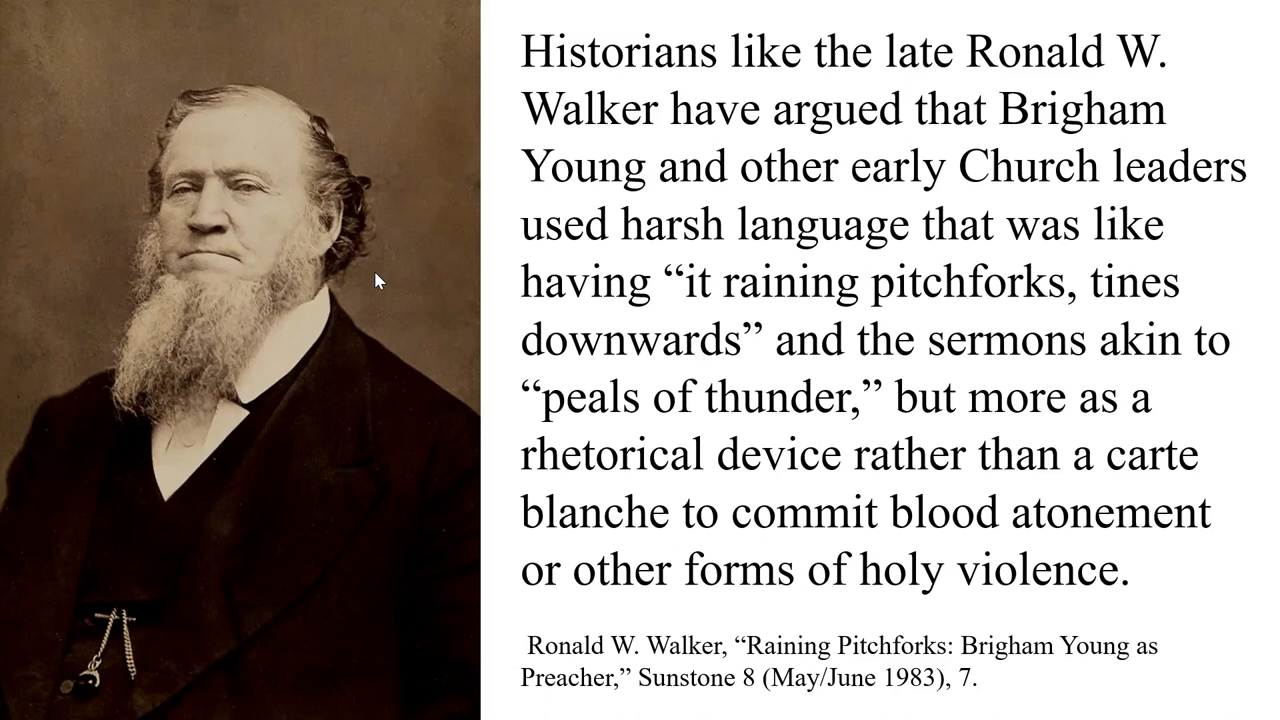 Historians like the late Ronald W.
Walker have argued that Brigham
Young and other early Church leaders
used harsh language that was like
having “it raining pitchforks, tines
downwards” and the sermons akin to
“peals of thunder,” but more as a
rhetorical device rather than a carte
blanche to commit blood atonement
or other forms of holy violence.
Ronald W. Walker, “Raining Pitchforks: Brigham Young as
Preacher,” Sunstone 8 (May/June 1983), 7.